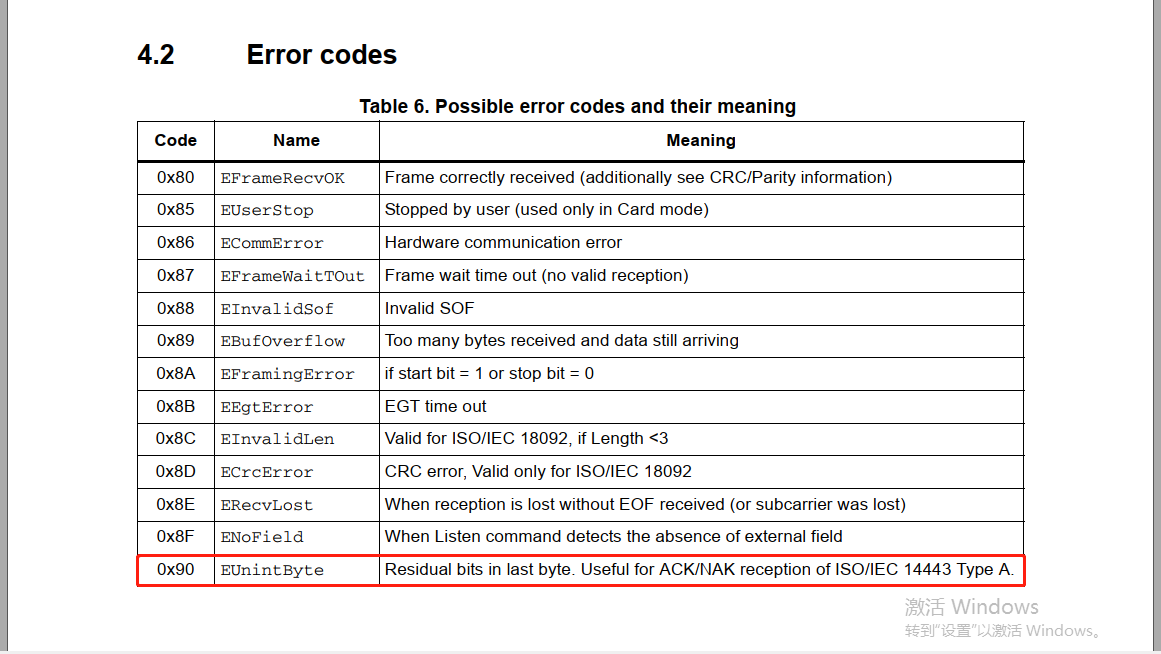 4.2 Error codes
Table 6. Possible error codes and their meaning
Code Name Meaning
0x80 EFrameRecvOK Frame correctly received (additionally see CRC/Parity information)
0x85 EUserStop Stopped by user (used only in Card mode)
0x86 ECommError Hardware communication error
0x87 EFrameWaitTOut Frame wait time out (no valid reception)
0x88 EInvalidSof Invalid SOF
0x89 EBufOverflow Too many bytes received and data still arriving
0x8A EFramingError if start bit = 1 or stop bit = 0
0x8B EEgtError EGT time out
0x8C EInvalidLen Valid for ISO/IEC 18092, if Length <3
0x8D ECrcError CRC error, Valid only for ISO/IEC 18092
0x8E ERecvLost When reception is lost without EOF received (or subcarrier was lost)
0x8F ENoField When Listen command detects the absence of external field
0x90 EUnintByte Residual bits in last byte. Useful for ACK/NAK reception of ISO/IEC 14443 Type A.
激活 Windows
转到"设置"以激活 Windows。